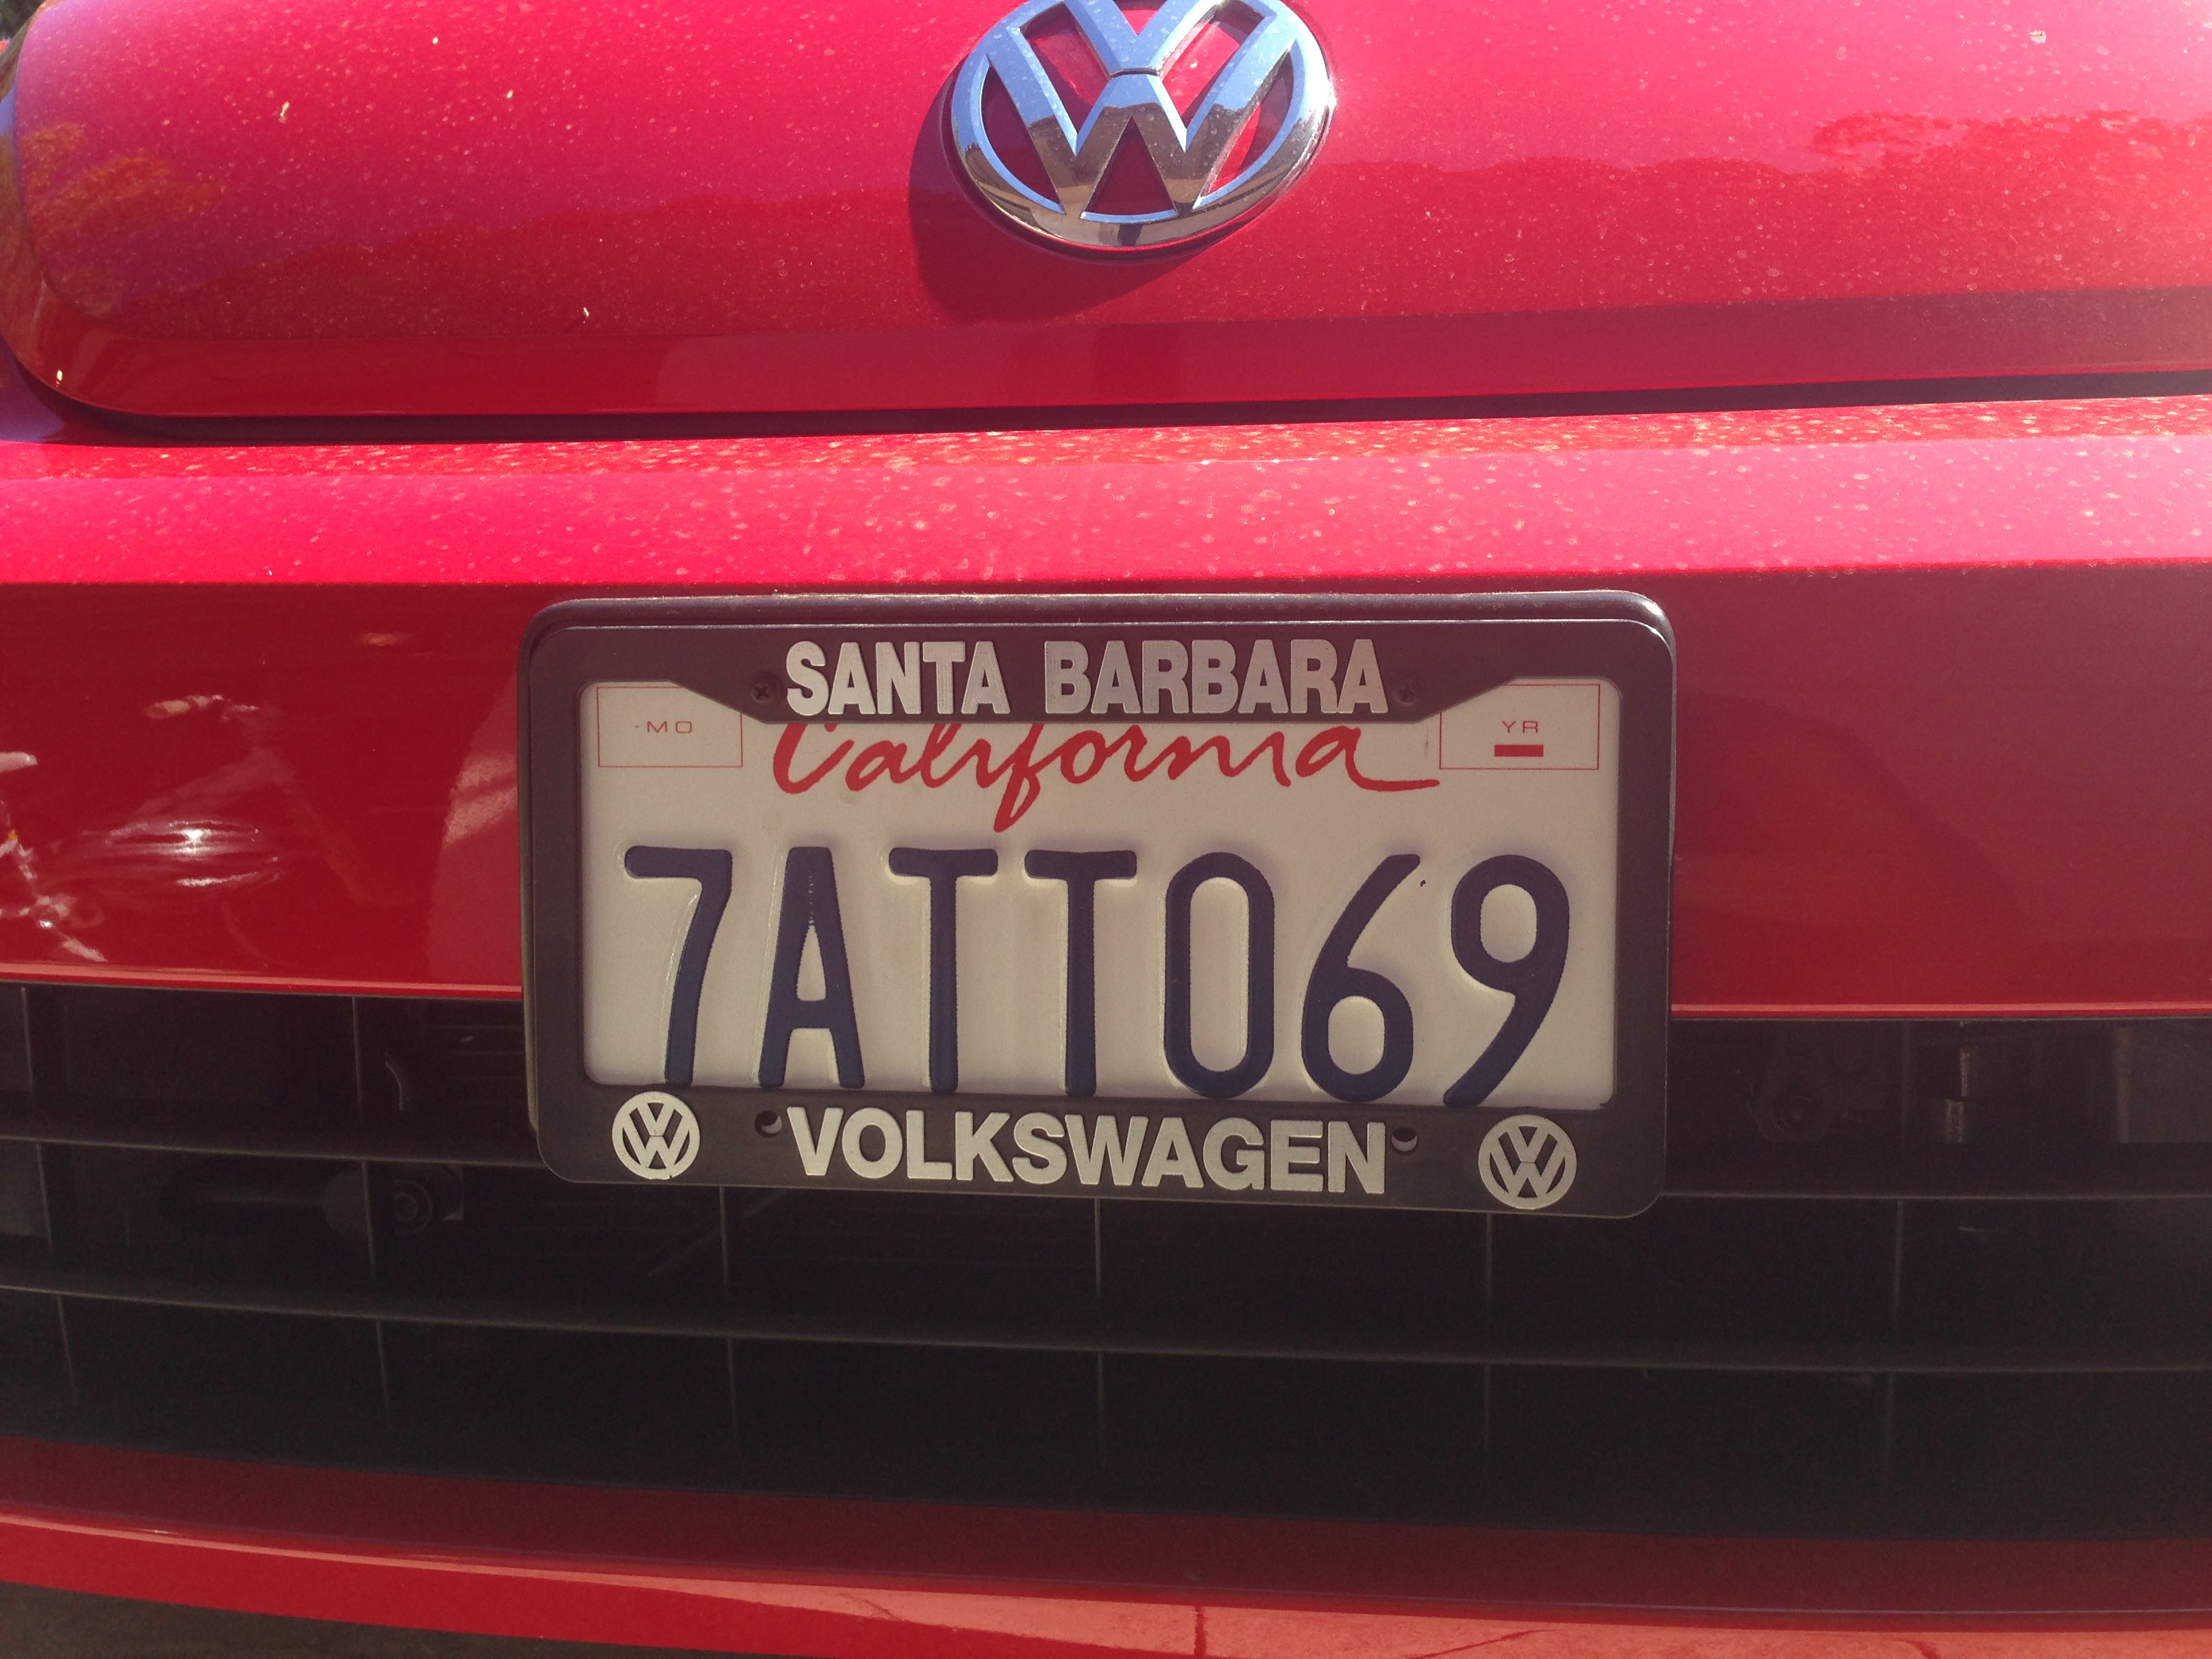 SANTA BARBARA
MO California YR
7ATT069
VOLKSWAGEN